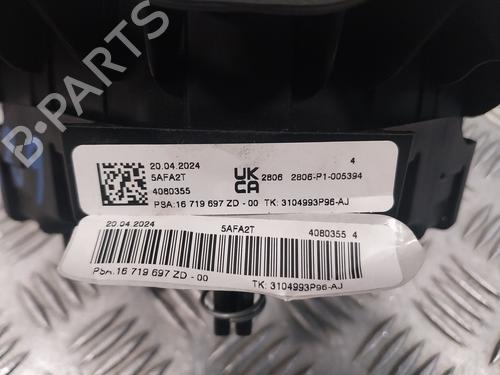 B-PARTS
20.04.2024
4
5AFA2T
UK
CA
2806
2806-P1-005394
4080355
PSA:16 719 697 ZD - 00 TK: 3104993P96-AJ
20.04.2024
5AFA2T
4080355 4
PSA:16 719 697 ZD - 00
TK: 3104993P96-AJ